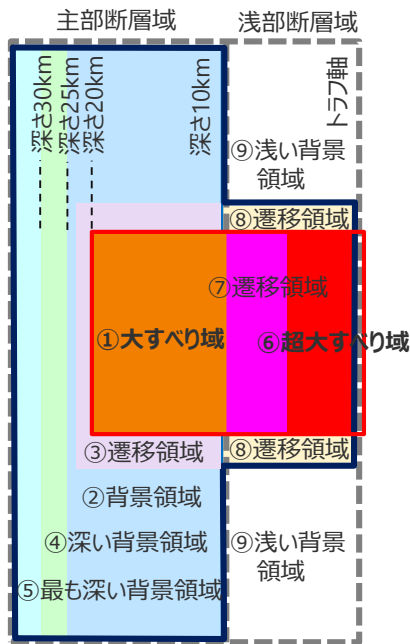 主部断層域
浅部断層域
深さ30km
深さ25km
深さ20km
深さ10km
トラフ軸
⑨浅い背景
領域
⑧遷移領域
⑦遷移領域
①大すべり域
⑥超大すべり域
③遷移領域
⑧遷移領域
②背景領域
④深い背景領域
⑨浅い背景
領域
⑤最も深い背景領域